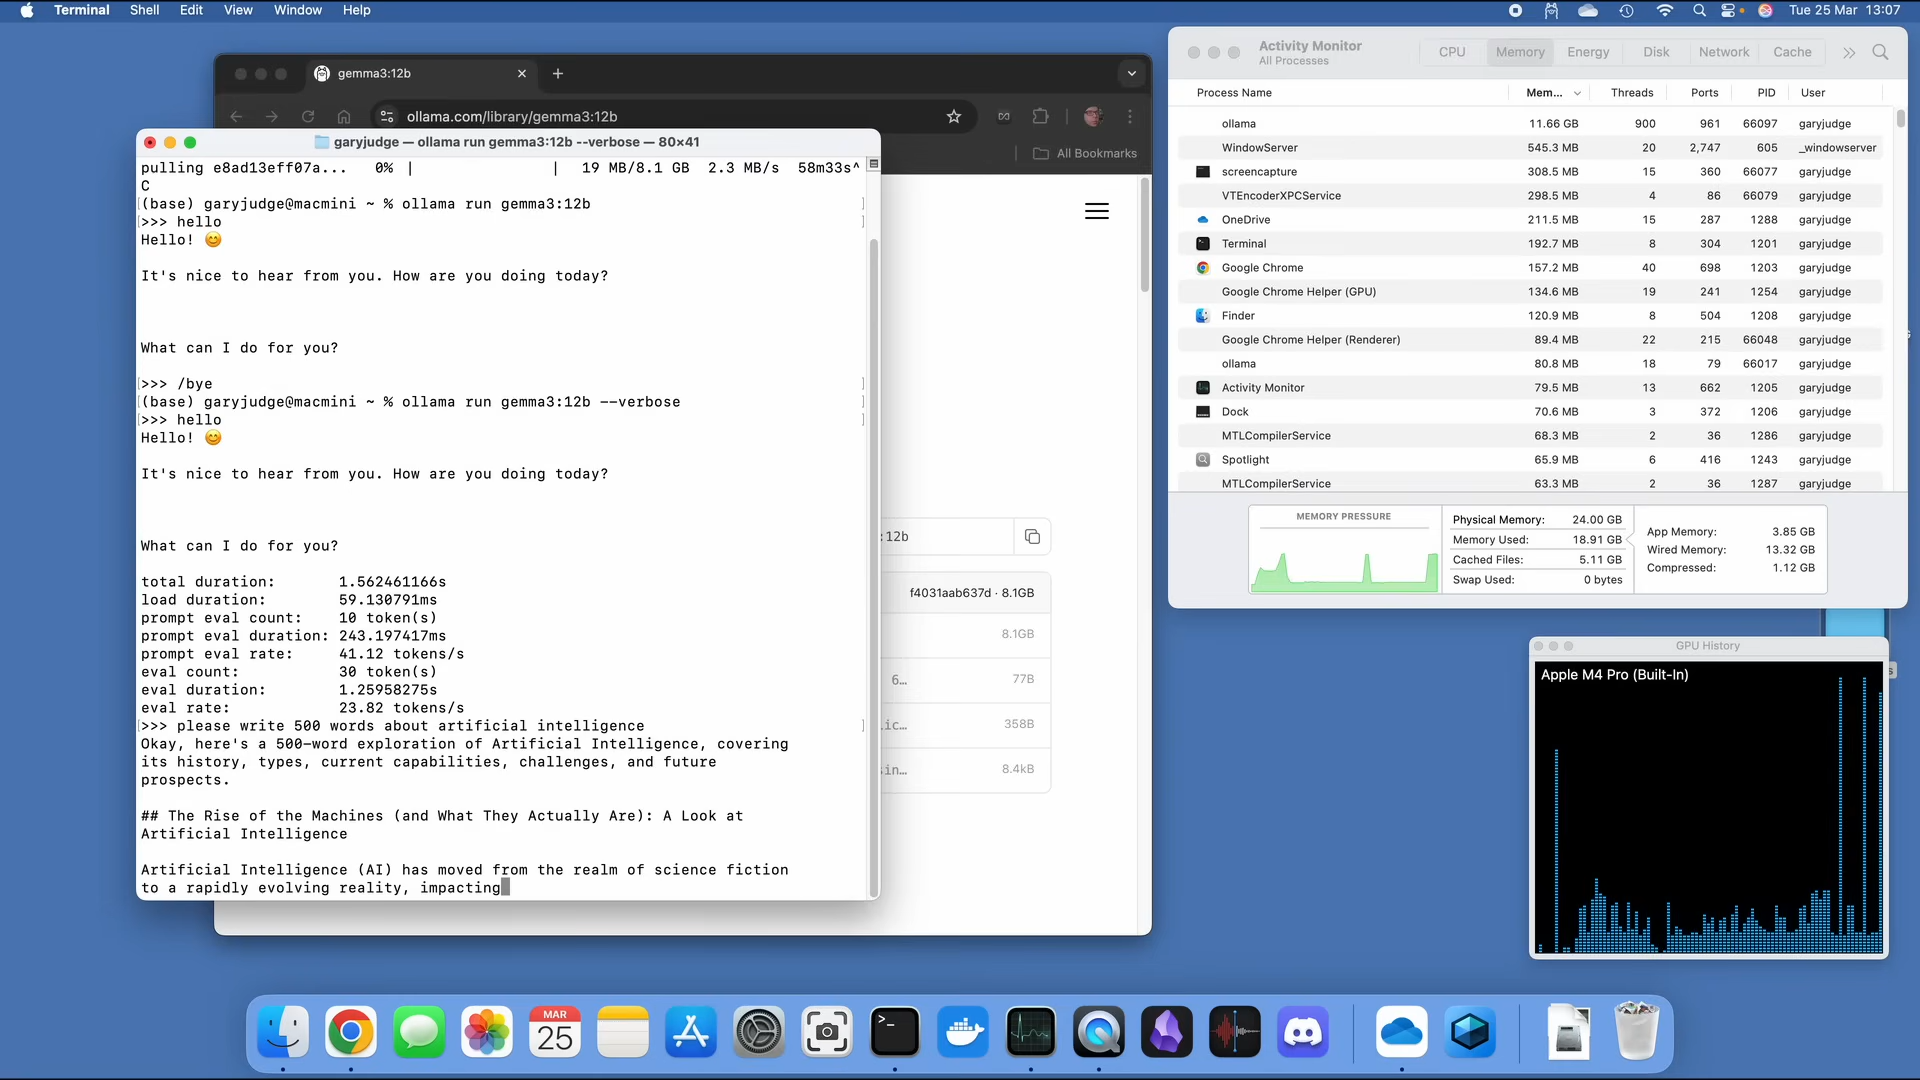 Terminal Shell Edit View Window Help
Tue 25 Mar 13:07
gemma3:12b
ollama.com/library/gemma3:12b
All Bookmarks
garyjudge — ollama run gemma3:12b --verbose — 80×41
pulling e8ad13eff07a... 0% | | 19 MB/8.1 GB 2.3 MB/s 58m33s^
C
(base) garyjudge@macmini ~ % ollama run gemma3:12b
>>> hello
Hello! 😊
It's nice to hear from you. How are you doing today?
What can I do for you?
>>> /bye
(base) garyjudge@macmini ~ % ollama run gemma3:12b --verbose
>>> hello
Hello! 😊
It's nice to hear from you. How are you doing today?
What can I do for you?
total duration: 1.562461166s
load duration: 59.130791ms
prompt eval count: 10 token(s)
prompt eval duration: 243.197417ms
prompt eval rate: 41.12 tokens/s
eval count: 30 token(s)
eval duration: 1.25958275s
eval rate: 23.82 tokens/s
>>> please write 500 words about artificial intelligence
Okay, here's a 500-word exploration of Artificial Intelligence, covering
its history, types, current capabilities, challenges, and future
prospects.
## The Rise of the Machines (and What They Actually Are): A Look at
Artificial Intelligence
Artificial Intelligence (AI) has moved from the realm of science fiction
to a rapidly evolving reality, impacting
:12b
f4031aab637d · 8.1GB
8.1GB
6… 77B
ic… 358B
sin… 8.4kB
Activity Monitor
All Processes
CPU Memory Energy Disk Network Cache
Process Name Mem... Threads Ports PID User
ollama 11.66 GB 900 961 66097 garyjudge
WindowServer 545.3 MB 20 2,747 605 _windowserver
screencapture 308.5 MB 15 360 66077 garyjudge
VTEncoderXPCService 298.5 MB 4 86 66079 garyjudge
OneDrive 211.5 MB 15 287 1288 garyjudge
Terminal 192.7 MB 8 304 1201 garyjudge
Google Chrome 157.2 MB 40 698 1203 garyjudge
Google Chrome Helper (GPU) 134.6 MB 19 241 1254 garyjudge
Finder 120.9 MB 8 504 1208 garyjudge
Google Chrome Helper (Renderer) 89.4 MB 22 215 66048 garyjudge
ollama 80.8 MB 18 79 66017 garyjudge
Activity Monitor 79.5 MB 13 662 1205 garyjudge
Dock 70.6 MB 3 372 1206 garyjudge
MTLCompilerService 68.3 MB 2 36 1286 garyjudge
Spotlight 65.9 MB 6 416 1243 garyjudge
MTLCompilerService 63.3 MB 2 36 1287 garyjudge
MEMORY PRESSURE
Physical Memory: 24.00 GB
Memory Used: 18.91 GB
Cached Files: 5.11 GB
Swap Used: 0 bytes
App Memory: 3.85 GB
Wired Memory: 13.32 GB
Compressed: 1.12 GB
GPU History
Apple M4 Pro (Built-In)
MAR
25